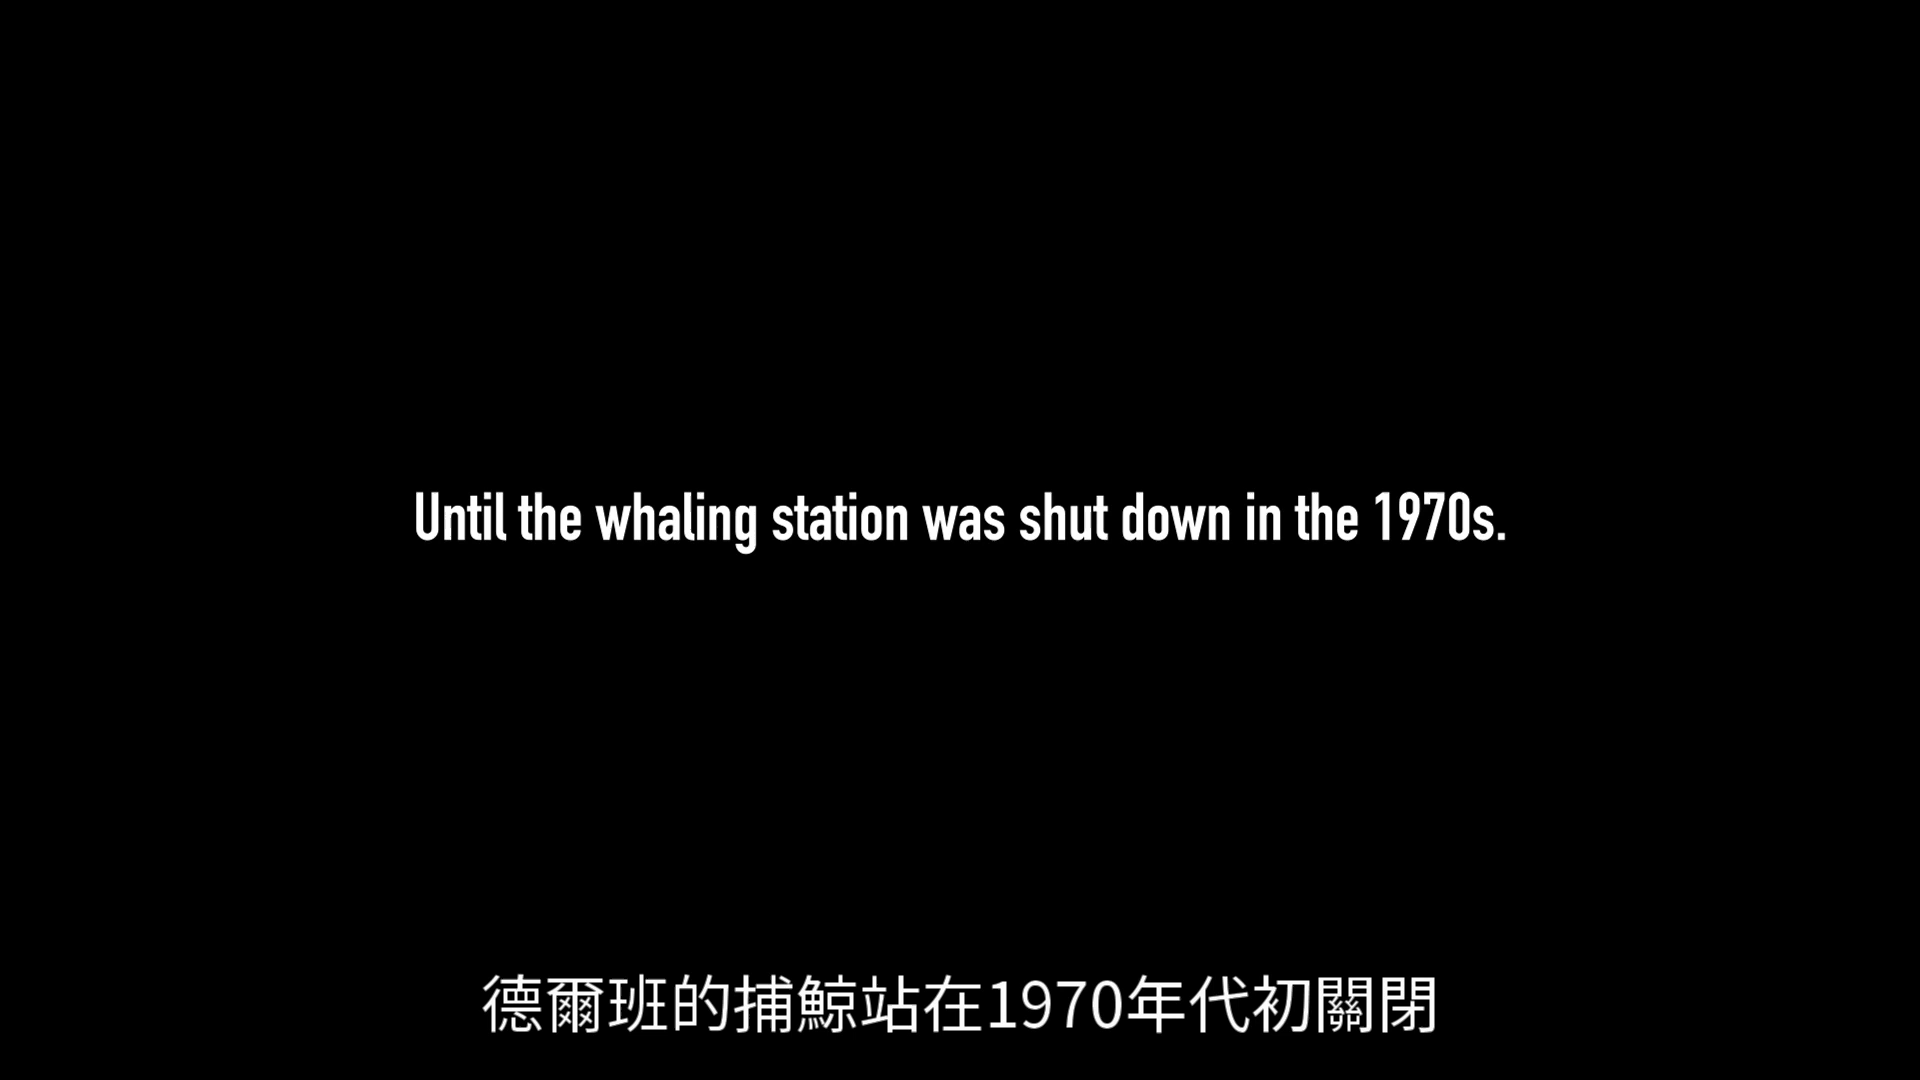 Until the whaling station was shut down in the 1970s.
德爾班的捕鯨站在1970年代初關閉